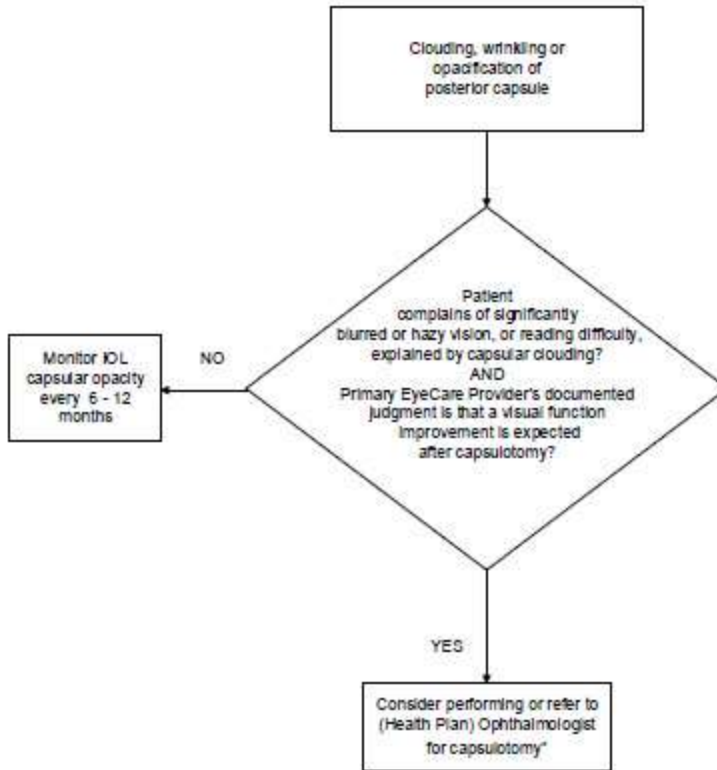 Clouding, wrinkling or
opacification of
posterior capsule
Patient
complains of significantly
blurred or hazy vision, or reading difficulty,
explained by capsular clouding?
AND
Primary EyeCare Provider's documented
judgment is that a visual function
improvement is expected
after capsulotomy?
NO
Monitor IOL
capsular opacity
every 6 - 12
months
YES
Consider performing or refer to
(Health Plan) Ophthalmologist
for capsulotomy*